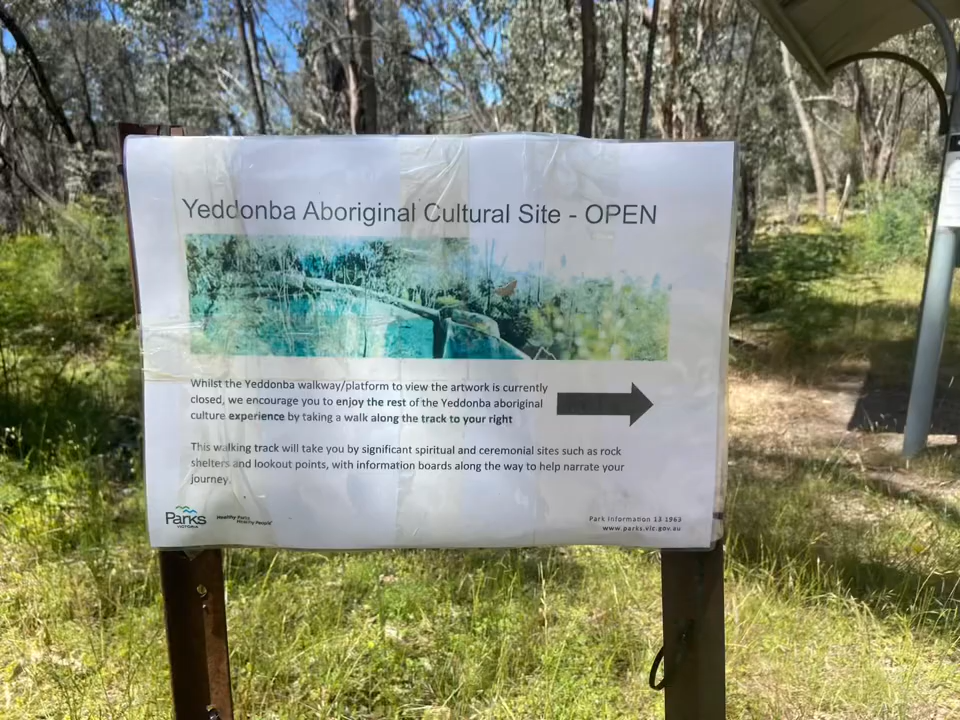 Yeddonba Aboriginal Cultural Site - OPEN
Whilst the Yeddonba walkway/platform to view the artwork is currently
closed, we encourage you to enjoy the rest of the Yeddonba aboriginal
culture experience by taking a walk along the track to your right
This walking track will take you by significant spiritual and ceremonial sites such as rock
shelters and lookout points, with information boards along the way to help narrate your
journey.
Parks
VICTORIA
Healthy Parks
Healthy People
Park Information 13 1963
www.parks.vic.gov.au